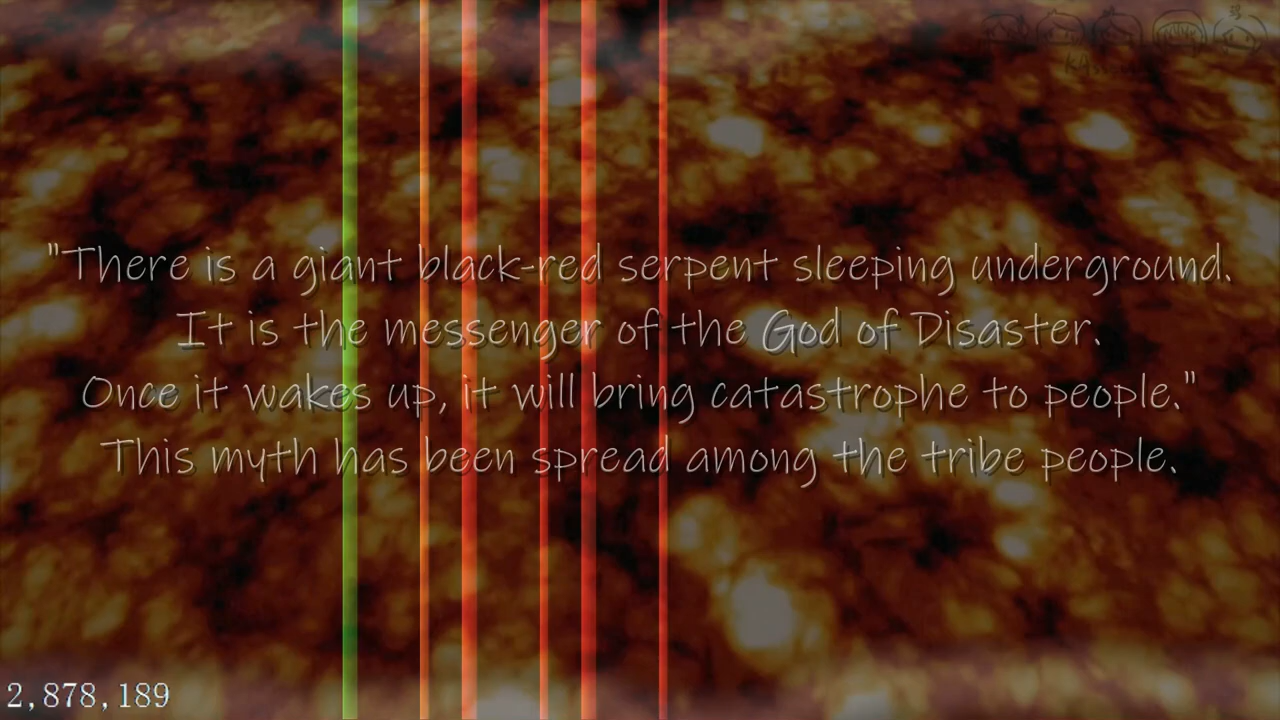 "There is a giant black-red serpent sleeping underground.
It is the messenger of the God of Disaster.
Once it wakes up, it will bring catastrophe to people."
This myth has been spread among the tribe people.
2,878,189